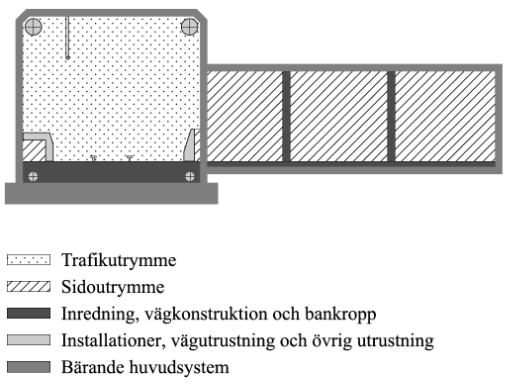 Trafikutrymme
Sidoutrymme
Inredning, vägkonstruktion och bankropp
Installationer, vägutrustning och övrig utrustning
Bärande huvudsystem